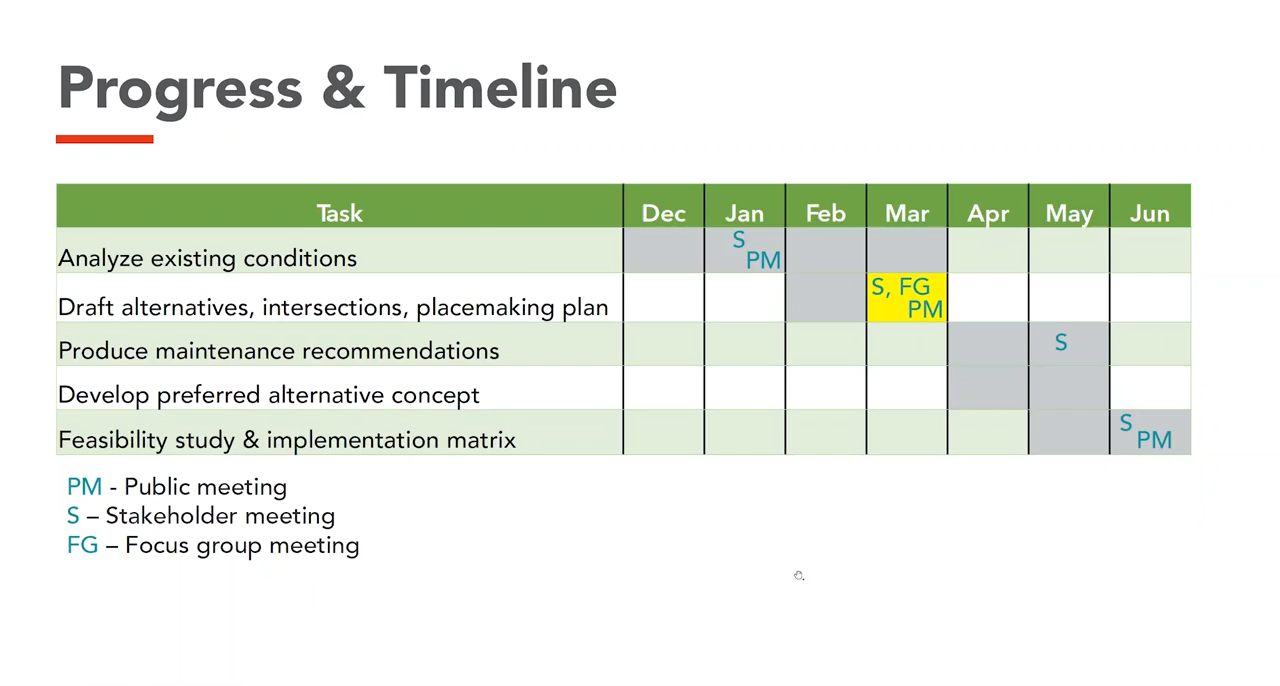 Progress & Timeline
Task Dec Jan Feb Mar Apr May Jun
Analyze existing conditions S PM
Draft alternatives, intersections, placemaking plan S, FG PM
Produce maintenance recommendations S
Develop preferred alternative concept
Feasibility study & implementation matrix S PM
PM - Public meeting
S – Stakeholder meeting
FG – Focus group meeting